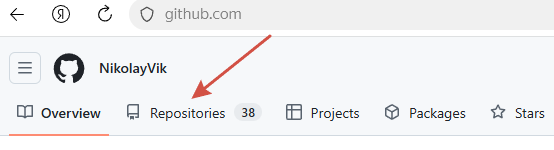 github.com
NikolayVik
Overview Repositories 38 Projects Packages Stars